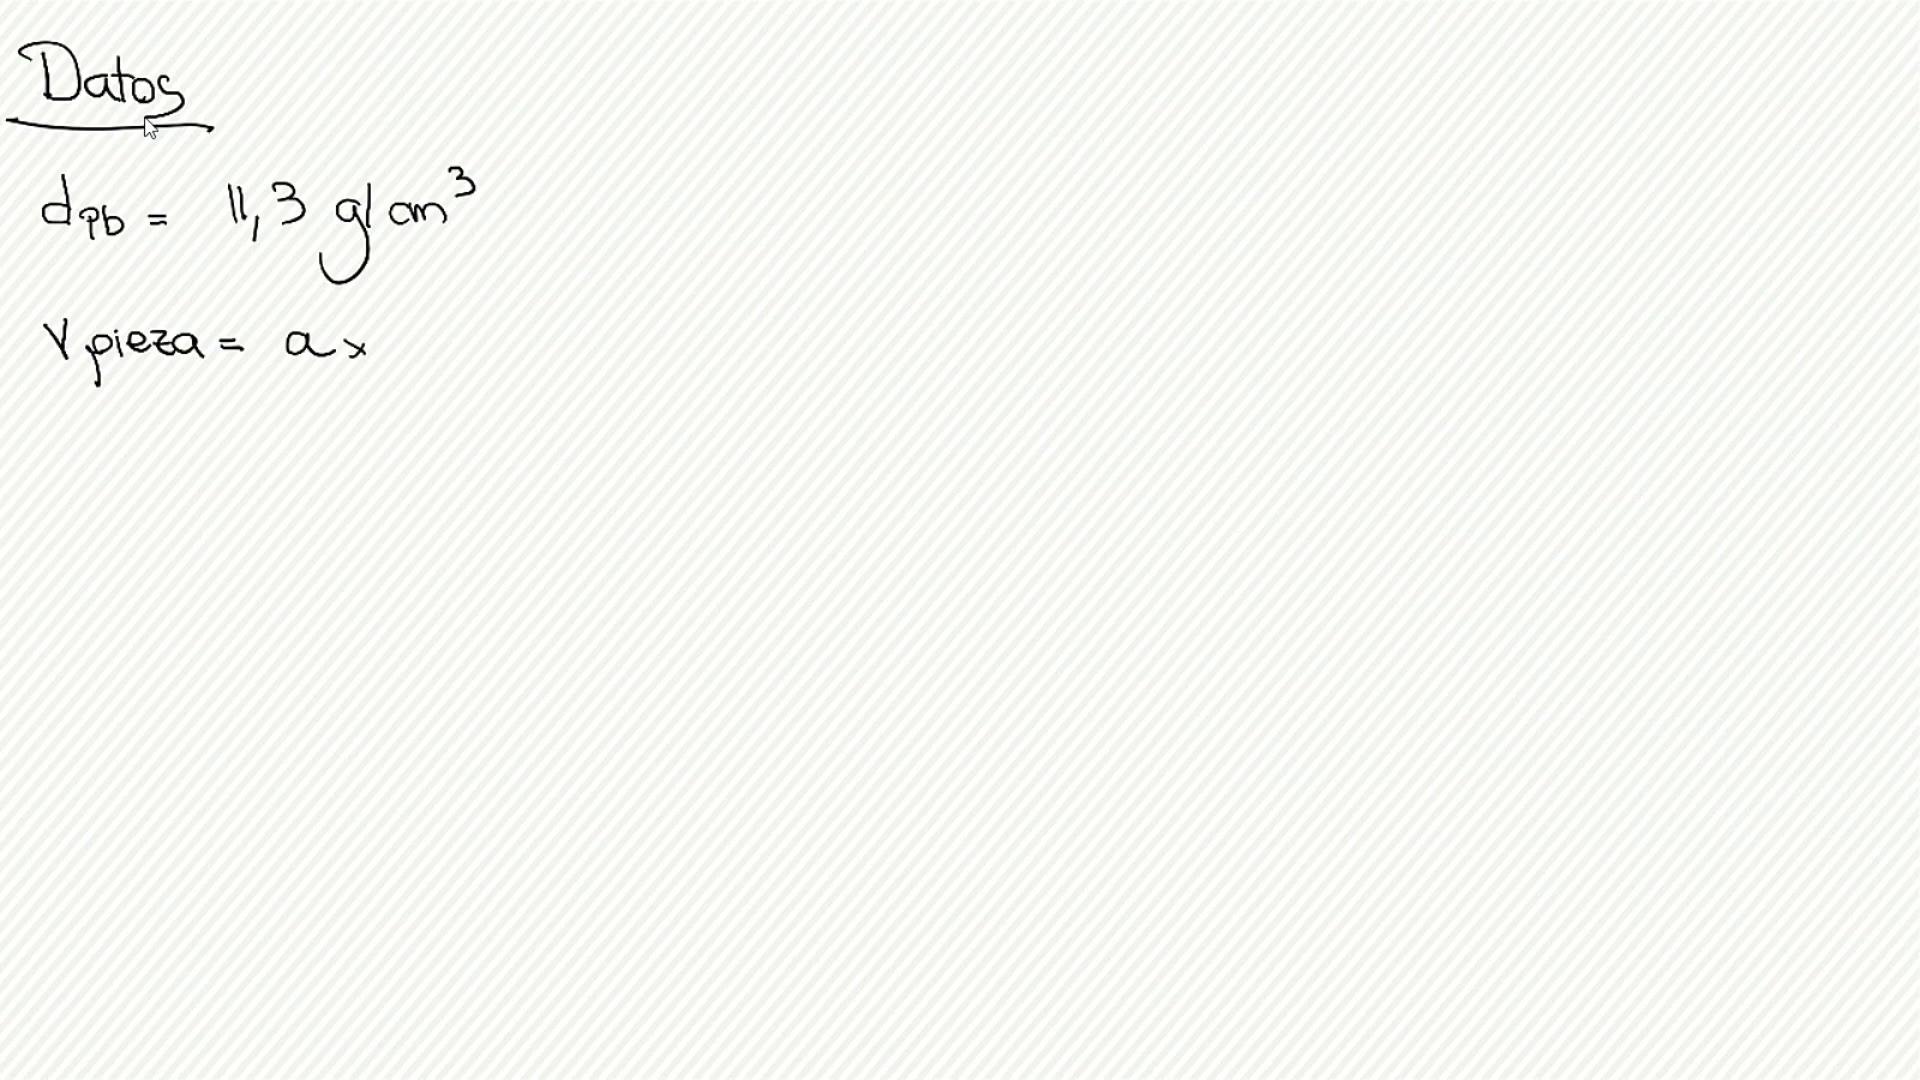 Datos
dPb = 11,3 g/cm³
V pieza = a x